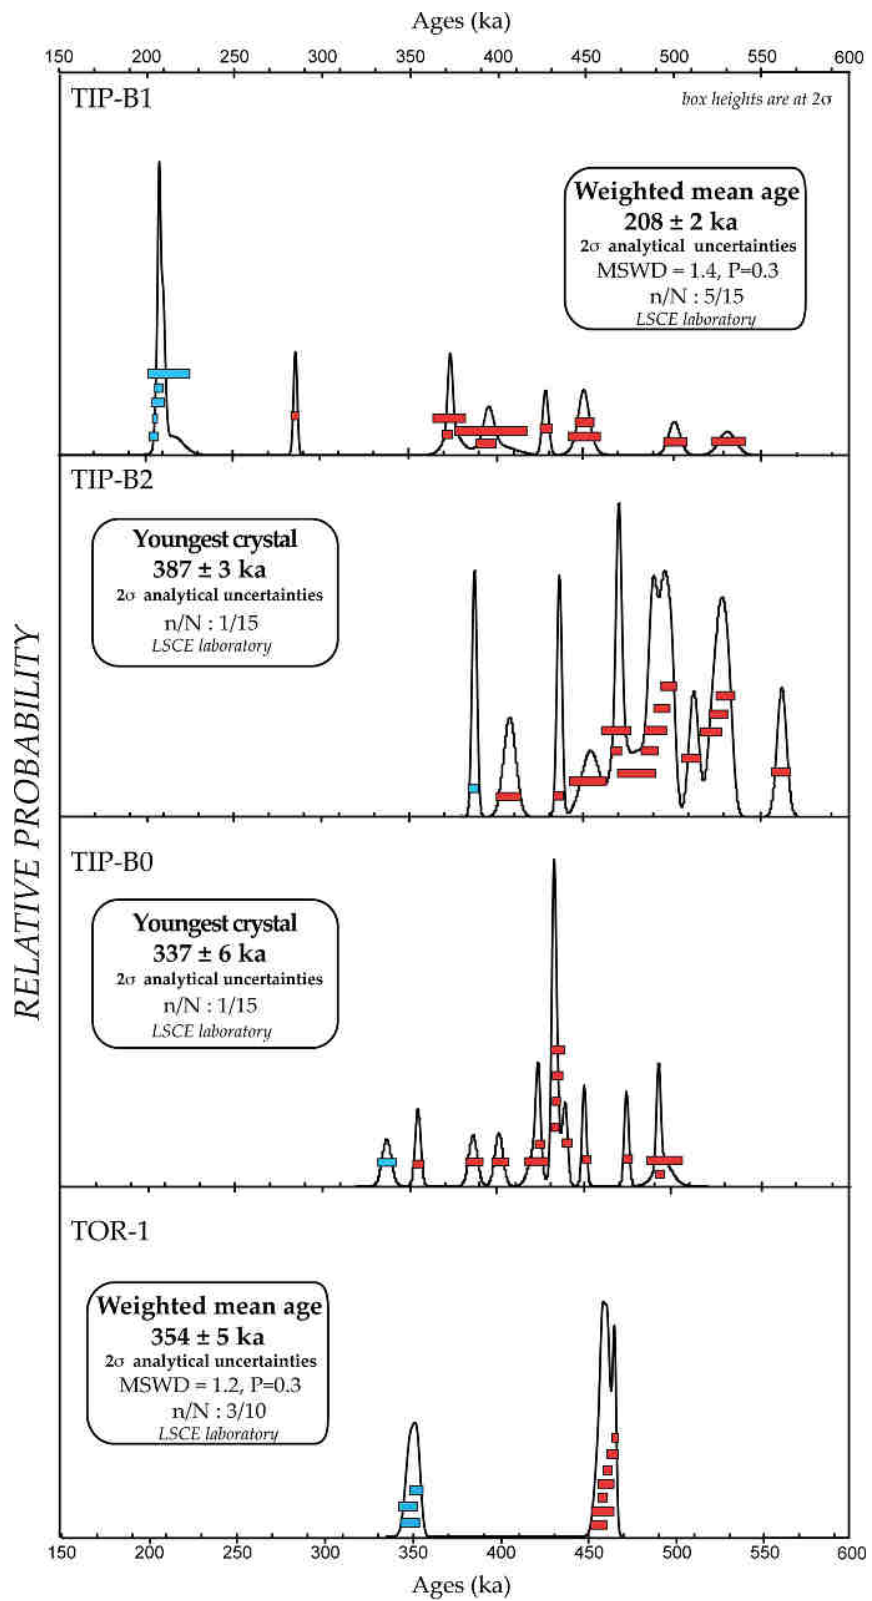 Ages (ka)
150 200 250 300 350 400 450 500 550 600
TIP-B1
box heights are at 2σ
Weighted mean age
208 ± 2 ka
2σ analytical uncertainties
MSWD = 1.4, P=0.3
n/N : 5/15
LSCE laboratory
TIP-B2
Youngest crystal
387 ± 3 ka
2σ analytical uncertainties
n/N : 1/15
LSCE laboratory
RELATIVE PROBABILITY
TIP-B0
Youngest crystal
337 ± 6 ka
2σ analytical uncertainties
n/N : 1/15
LSCE laboratory
TOR-1
Weighted mean age
354 ± 5 ka
2σ analytical uncertainties
MSWD = 1.2, P=0.3
n/N : 3/10
LSCE laboratory
150 200 250 300 350 400 450 500 550 600
Ages (ka)